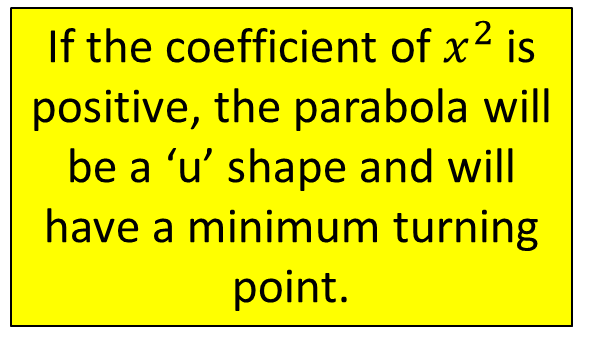 If the coefficient of 𝑥² is
positive, the parabola will
be a ‘u’ shape and will
have a minimum turning
point.